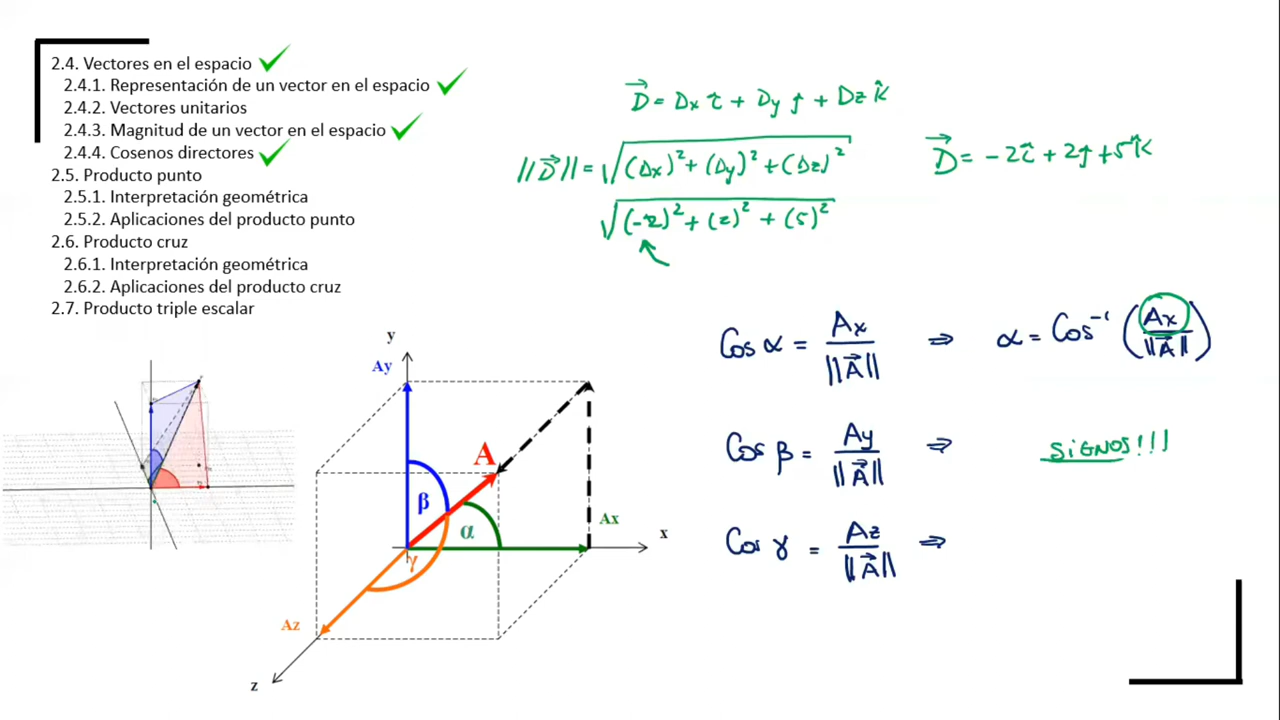 2.4. Vectores en el espacio
2.4.1. Representación de un vector en el espacio
2.4.2. Vectores unitarios
2.4.3. Magnitud de un vector en el espacio
2.4.4. Cosenos directores
2.5. Producto punto
2.5.1. Interpretación geométrica
2.5.2. Aplicaciones del producto punto
2.6. Producto cruz
2.6.1. Interpretación geométrica
2.6.2. Aplicaciones del producto cruz
2.7. Producto triple escalar
D⃗ = Dx î + Dy ĵ + Dz k̂
||D⃗|| = √((Dx)² + (Dy)² + (Dz)²)
√((-2)² + (2)² + (5)²)
D⃗ = -2î + 2ĵ + 5k̂
Cos α = Ax / ||A⃗|| ⇒ α = Cos⁻¹ (Ax / ||A⃗||)
Cos β = Ay / ||A⃗|| ⇒
SIGNOS!!!
Cos γ = Az / ||A⃗|| ⇒
y
Ay
A
β
α
Ax
x
γ
Az
z